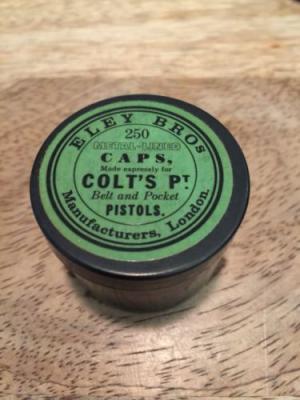 ELEY BROS
250
METAL-LINED
CAPS,
Made expressly for
COLT'S PT
Belt and Pocket
PISTOLS.
Manufacturers, London.